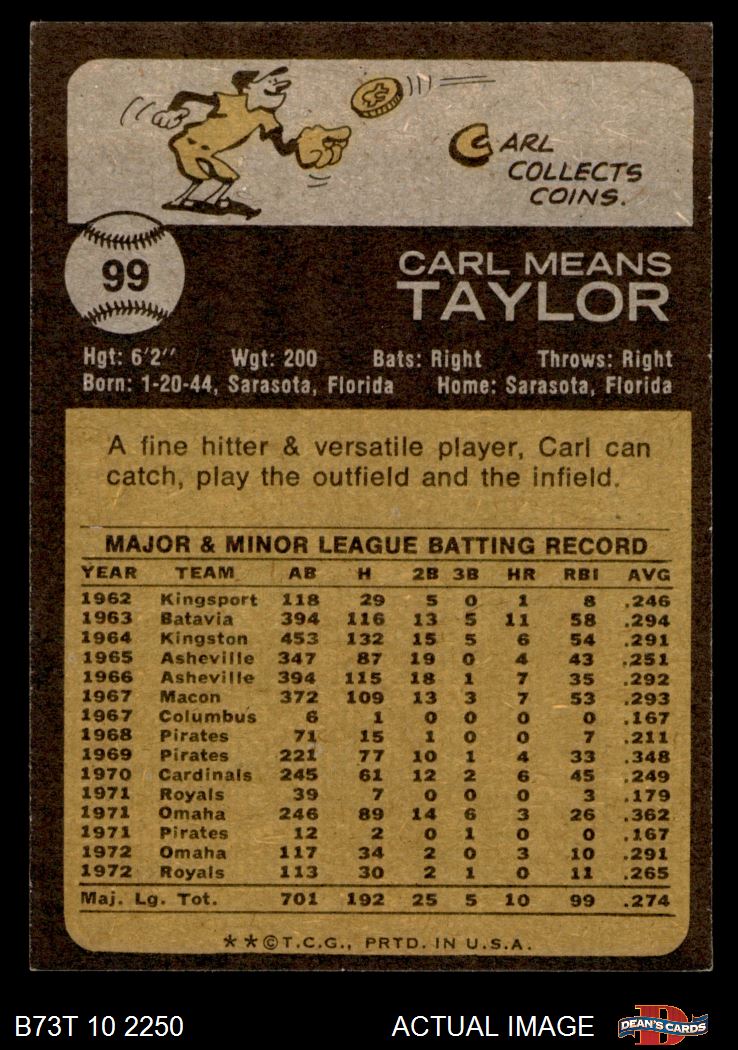 CARL
COLLECTS
COINS.
99
CARL MEANS
TAYLOR
Hgt: 6'2" Wgt: 200 Bats: Right Throws: Right
Born: 1-20-44, Sarasota, Florida Home: Sarasota, Florida
A fine hitter & versatile player, Carl can
catch, play the outfield and the infield.
MAJOR & MINOR LEAGUE BATTING RECORD
YEAR TEAM AB H 2B 3B HR RBI AVG
1962 Kingsport 118 29 5 0 1 8 .246
1963 Batavia 394 116 13 5 11 58 .294
1964 Kingston 453 132 15 5 6 54 .291
1965 Asheville 347 87 19 0 4 43 .251
1966 Asheville 394 115 18 1 7 35 .292
1967 Macon 372 109 13 3 7 53 .293
1967 Columbus 6 1 0 0 0 0 .167
1968 Pirates 71 15 1 0 0 7 .211
1969 Pirates 221 77 10 1 4 33 .348
1970 Cardinals 245 61 12 2 6 45 .249
1971 Royals 39 7 0 0 0 3 .179
1971 Omaha 246 89 14 6 3 26 .362
1971 Pirates 12 2 0 1 0 0 .167
1972 Omaha 117 34 2 0 3 10 .291
1972 Royals 113 30 2 1 0 11 .265
Maj. Lg. Tot. 701 192 25 5 10 99 .274
**©T.C.G., PRTD. IN U.S.A.
B73T 10 2250 ACTUAL IMAGE D DEAN'S CARDS